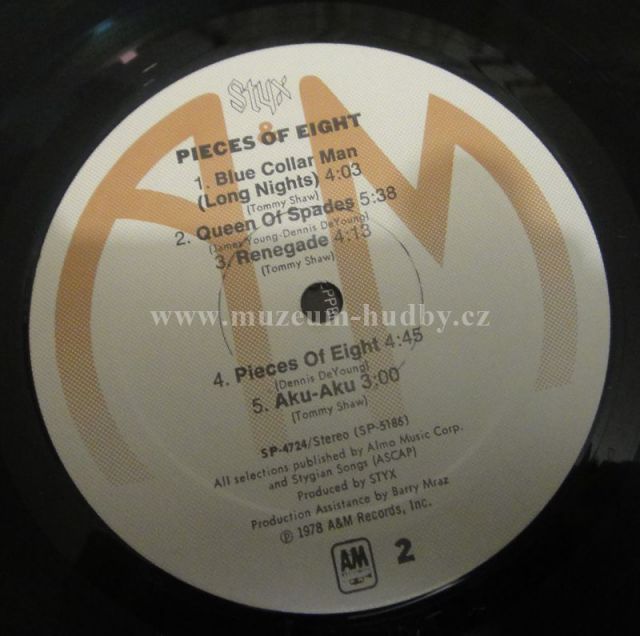 Styx
PIECES OF EIGHT
1. Blue Collar Man
(Long Nights) 4:03
(Tommy Shaw)
2. Queen Of Spades 5:38
(James Young-Dennis DeYoung)
3/Renegade 4:13
(Tommy Shaw)
www.muzeum-hudby.cz
4. Pieces Of Eight 4:45
(Dennis DeYoung)
5. Aku-Aku 3:00
(Tommy Shaw)
SP-4724/Stereo (SP-5186)
All selections published by Almo Music Corp.
and Stygian Songs (ASCAP)
Produced by STYX
Production Assistance by Barry Mraz
℗ 1978 A&M Records, Inc.
AM
2